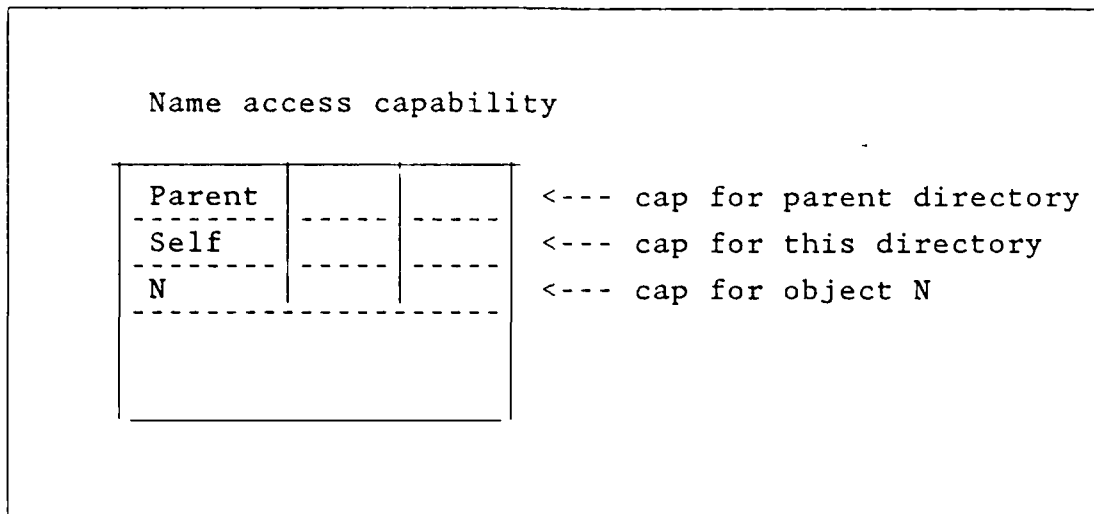 Name access capability
Parent <--- cap for parent directory
Self <--- cap for this directory
N <--- cap for object N